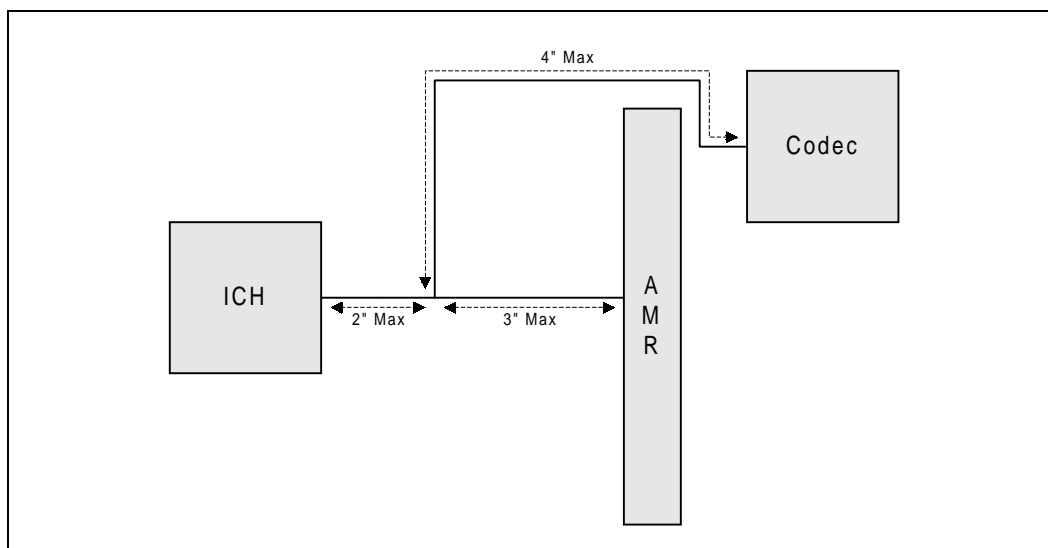 4" Max
Codec
ICH
A
M
R
2" Max
3" Max